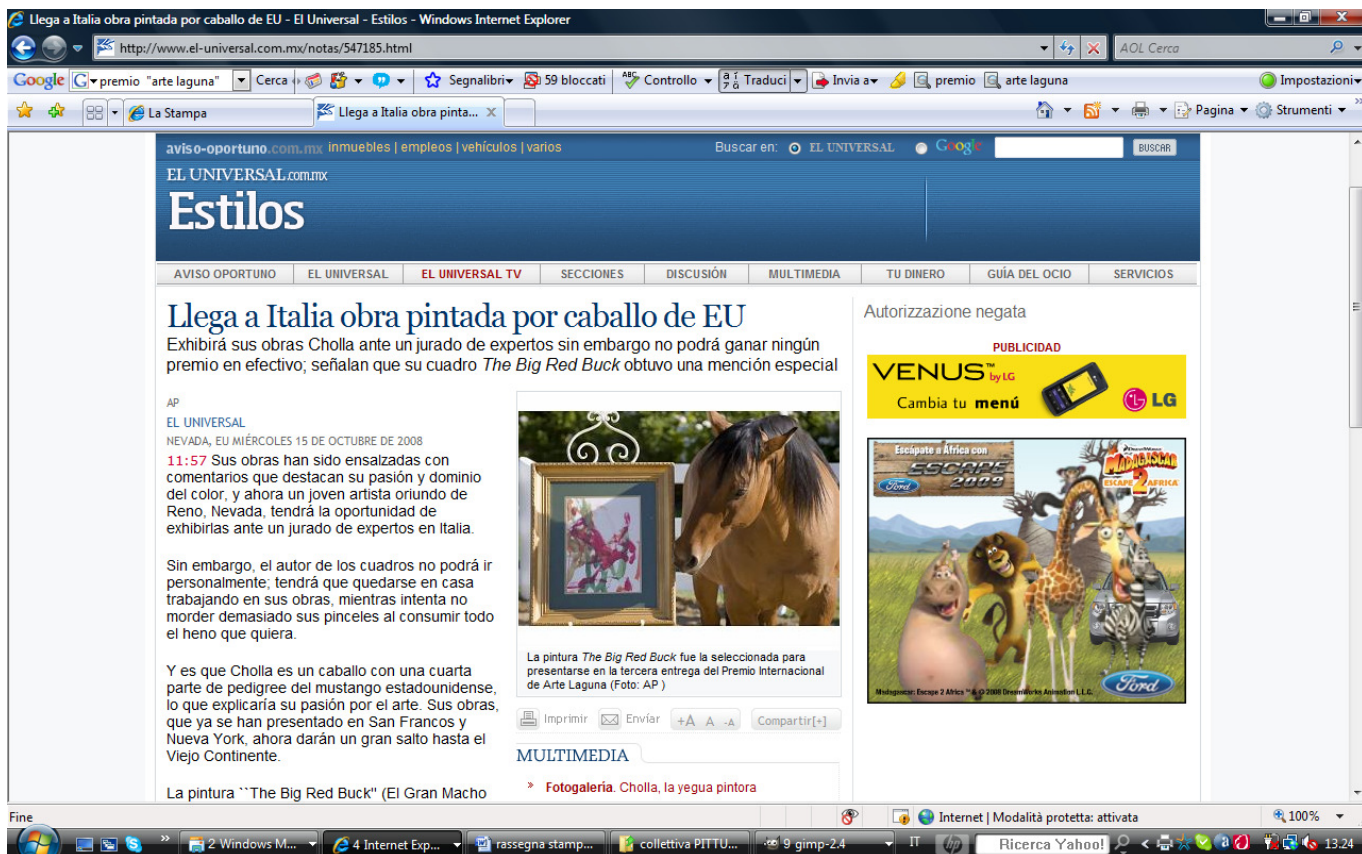 Llega a Italia obra pintada por caballo de EU - El Universal - Estilos - Windows Internet Explorer
http://www.el-universal.com.mx/notas/547185.html
AOL Cerca
Google
premio "arte laguna"
Cerca
Segnalibri
59 bloccati
Controllo
Traduci
Invia a
premio
arte laguna
Impostazioni
La Stampa
Llega a Italia obra pinta...
Pagina
Strumenti
aviso-oportuno.com.mx inmuebles | empleos | vehículos | varios
Buscar en: EL UNIVERSAL Google BUSCAR
EL UNIVERSAL.com.mx
Estilos
AVISO OPORTUNO EL UNIVERSAL EL UNIVERSAL TV SECCIONES DISCUSIÓN MULTIMEDIA TU DINERO GUÍA DEL OCIO SERVICIOS
Llega a Italia obra pintada por caballo de EU
Exhibirá sus obras Cholla ante un jurado de expertos sin embargo no podrá ganar ningún
premio en efectivo; señalan que su cuadro The Big Red Buck obtuvo una mención especial
AP
EL UNIVERSAL
NEVADA, EU MIÉRCOLES 15 DE OCTUBRE DE 2008
11:57 Sus obras han sido ensalzadas con
comentarios que destacan su pasión y dominio
del color, y ahora un joven artista oriundo de
Reno, Nevada, tendrá la oportunidad de
exhibirlas ante un jurado de expertos en Italia.
Sin embargo, el autor de los cuadros no podrá ir
personalmente; tendrá que quedarse en casa
trabajando en sus obras, mientras intenta no
morder demasiado sus pinceles al consumir todo
el heno que quiera.
Y es que Cholla es un caballo con una cuarta
parte de pedigree del mustango estadounidense,
lo que explicaría su pasión por el arte. Sus obras,
que ya se han presentado en San Francos y
Nueva York, ahora darán un gran salto hasta el
Viejo Continente.
La pintura ``The Big Red Buck'' (El Gran Macho
La pintura The Big Red Buck fue la seleccionada para
presentarse en la tercera entrega del Premio Internacional
de Arte Laguna (Foto: AP )
Imprimir Envíar +A A -A Compartir[+]
MULTIMEDIA
» Fotogalería. Cholla, la yegua pintora
Autorizzazione negata
PUBLICIDAD
VENUS™ by LG
Cambia tu menú
LG
Escápate a África con
ESCAPE
2009
Ford
MADAGASCAR
ESCAPE 2 AFRICA
Madagascar: Escape 2 Africa ™ & © 2008 DreamWorks Animation L.L.C.
Ford
Fine
Internet | Modalità protetta: attivata
100%
2 Windows M...
4 Internet Exp...
rassegna stamp...
collettiva PITTU...
9 gimp-2.4
IT
hp
Ricerca Yahoo!
13.24